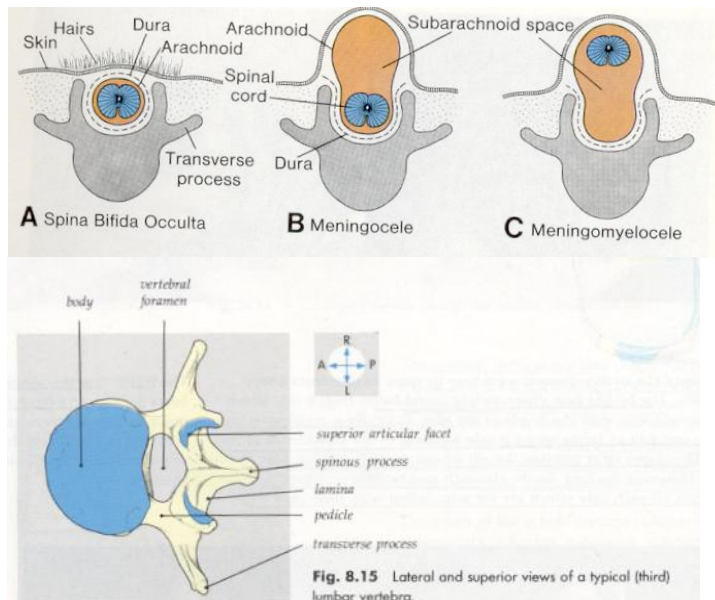 Hairs
Skin
Dura
Arachnoid
Transverse
process
A Spina Bifida Occulta
Arachnoid
Spinal
cord
Dura
B Meningocele
Subarachnoid space
C Meningomyelocele
body
vertebral
foramen
R
A P
L
superior articular facet
spinous process
lamina
pedicle
transverse process
Fig. 8.15 Lateral and superior views of a typical (third)
lumbar vertebra.